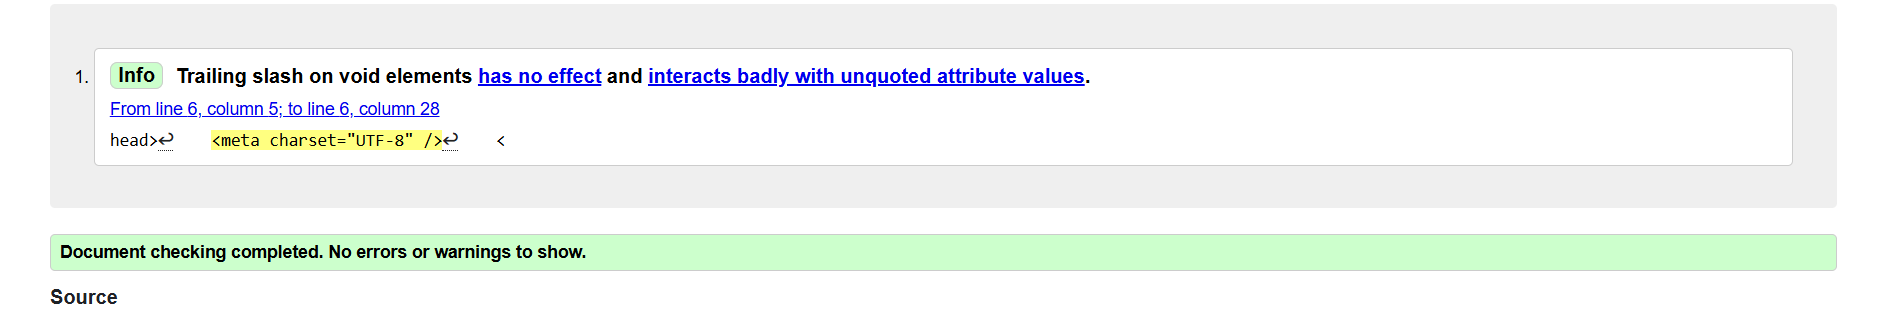 1. Info Trailing slash on void elements has no effect and interacts badly with unquoted attribute values.
From line 6, column 5; to line 6, column 28
head>↩    <meta charset="UTF-8" />↩    <
Document checking completed. No errors or warnings to show.
Source